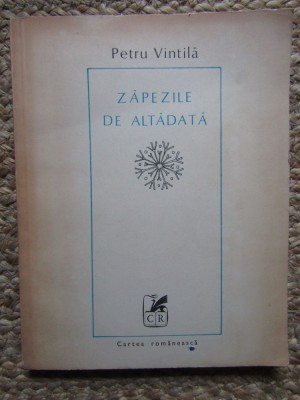 Petru Vintilă
ZĂPEZILE
DE ALTĂDATĂ
CR
Cartea românească